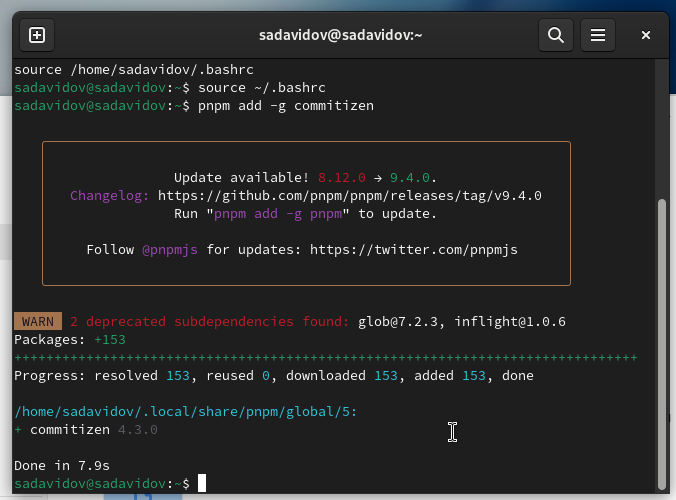 sadavidov@sadavidov:~
source /home/sadavidov/.bashrc
sadavidov@sadavidov:~$ source ~/.bashrc
sadavidov@sadavidov:~$ pnpm add -g commitizen
Update available! 8.12.0 → 9.4.0.
Changelog: https://github.com/pnpm/pnpm/releases/tag/v9.4.0
Run "pnpm add -g pnpm" to update.
Follow @pnpmjs for updates: https://twitter.com/pnpmjs
WARN 2 deprecated subdependencies found: glob@7.2.3, inflight@1.0.6
Packages: +153
++++++++++++++++++++++++++++++++++++++++++++++++++++++++++++++++++++++++++++++
Progress: resolved 153, reused 0, downloaded 153, added 153, done
/home/sadavidov/.local/share/pnpm/global/5:
+ commitizen 4.3.0
Done in 7.9s
sadavidov@sadavidov:~$